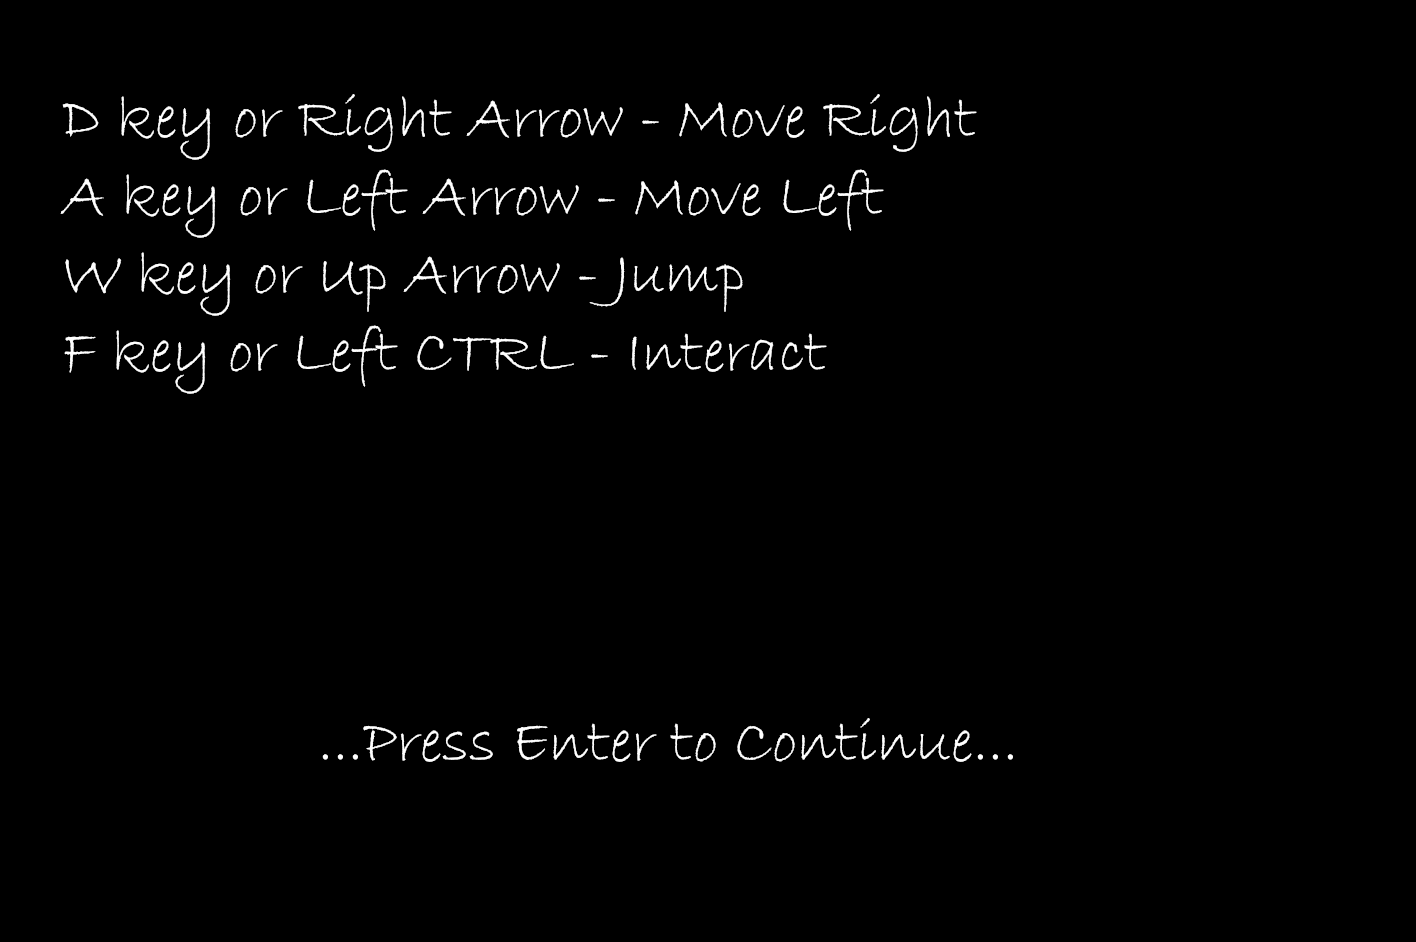 D key or Right Arrow - Move Right
A key or Left Arrow - Move Left
W key or Up Arrow - Jump
F key or Left CTRL - Interact
...Press Enter to Continue...